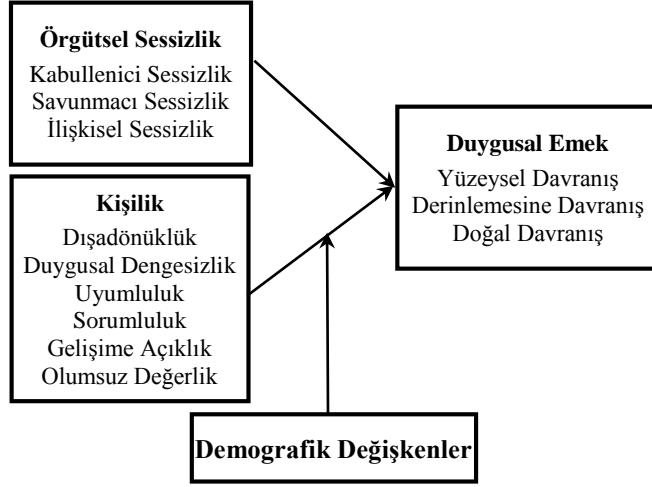 Örgütsel Sessizlik
Kabullenici Sessizlik
Savunmacı Sessizlik
İlişkisel Sessizlik
Kişilik
Dışadönüklük
Duygusal Dengesizlik
Uyumluluk
Sorumluluk
Gelişime Açıklık
Olumsuz Değerlik
Duygusal Emek
Yüzeysel Davranış
Derinlemesine Davranış
Doğal Davranış
Demografik Değişkenler